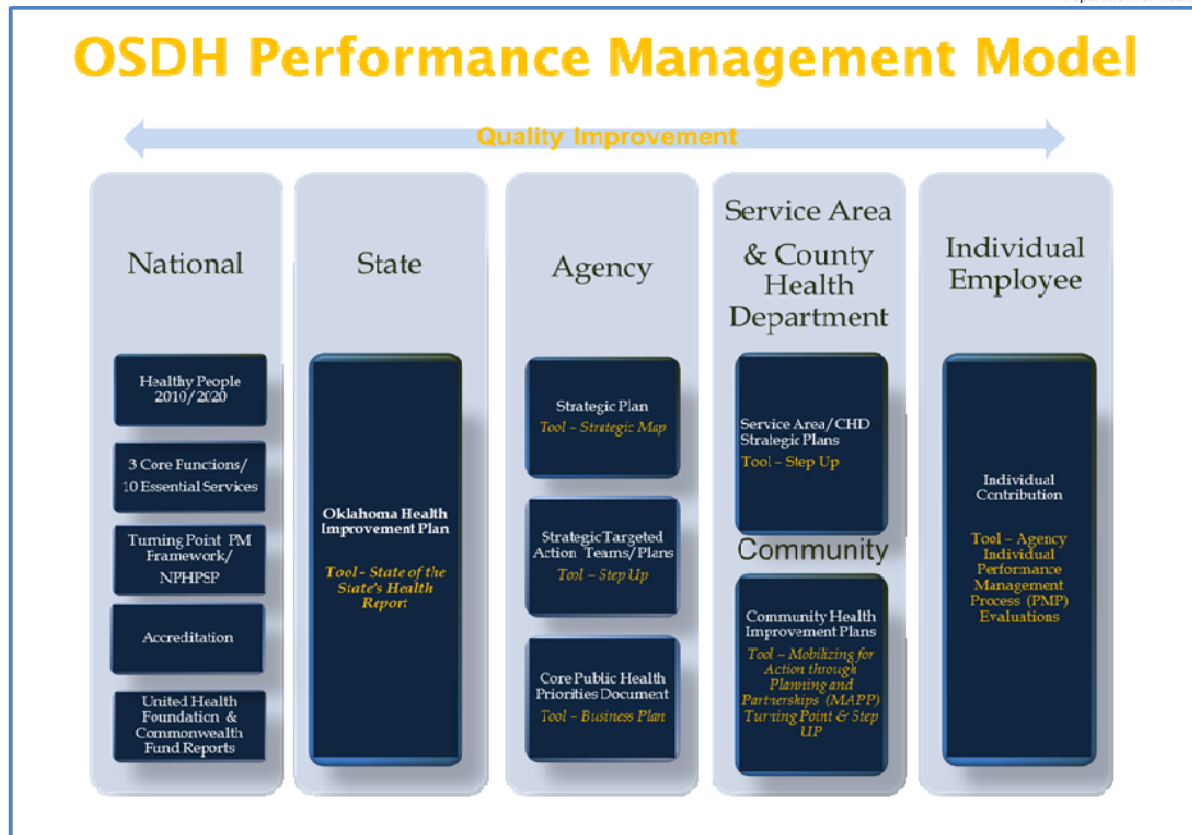 OSDH Performance Management Model
Quality Improvement
National
Healthy People
2010/2020
3 Core Functions/
10 Essential Services
Turning Point PM
Framework/
NPHPSP
Accreditation
United Health
Foundation &
Commonwealth
Fund Reports
State
Oklahoma Health
Improvement Plan
Tool - State of the
State's Health
Report
Agency
Strategic Plan
Tool – Strategic Map
Strategic Targeted
Action Teams/Plans
Tool – Step Up
Core Public Health
Priorities Document
Tool – Business Plan
Service Area
& County
Health
Department
Service Area/CHD
Strategic Plans
Tool – Step Up
Community
Community Health
Improvement Plans
Tool – Mobilizing for
Action through
Planning and
Partnerships (MAPP)
Turning Point & Step
UP
Individual
Employee
Individual
Contribution
Tool – Agency
Individual
Performance
Management
Process (PMP)
Evaluations